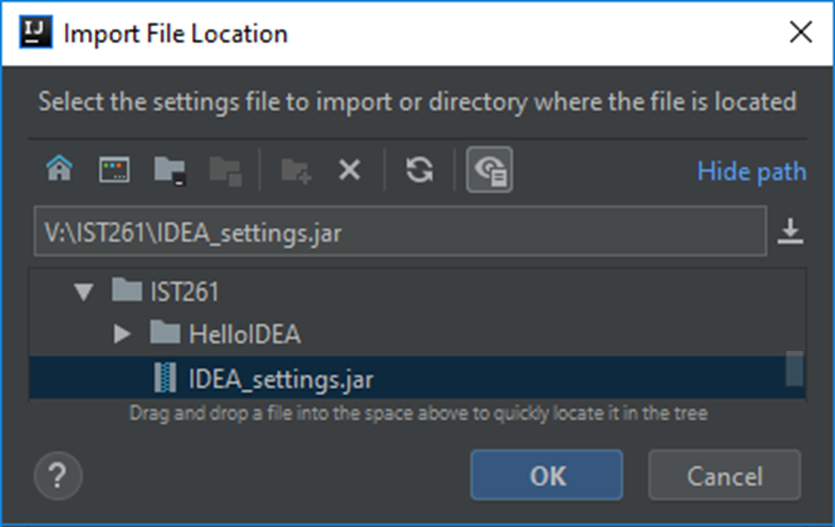 IJ Import File Location
Select the settings file to import or directory where the file is located
Hide path
V:\IST261\IDEA_settings.jar
IST261
HelloIDEA
IDEA_settings.jar
Drag and drop a file into the space above to quickly locate it in the tree
? OK Cancel